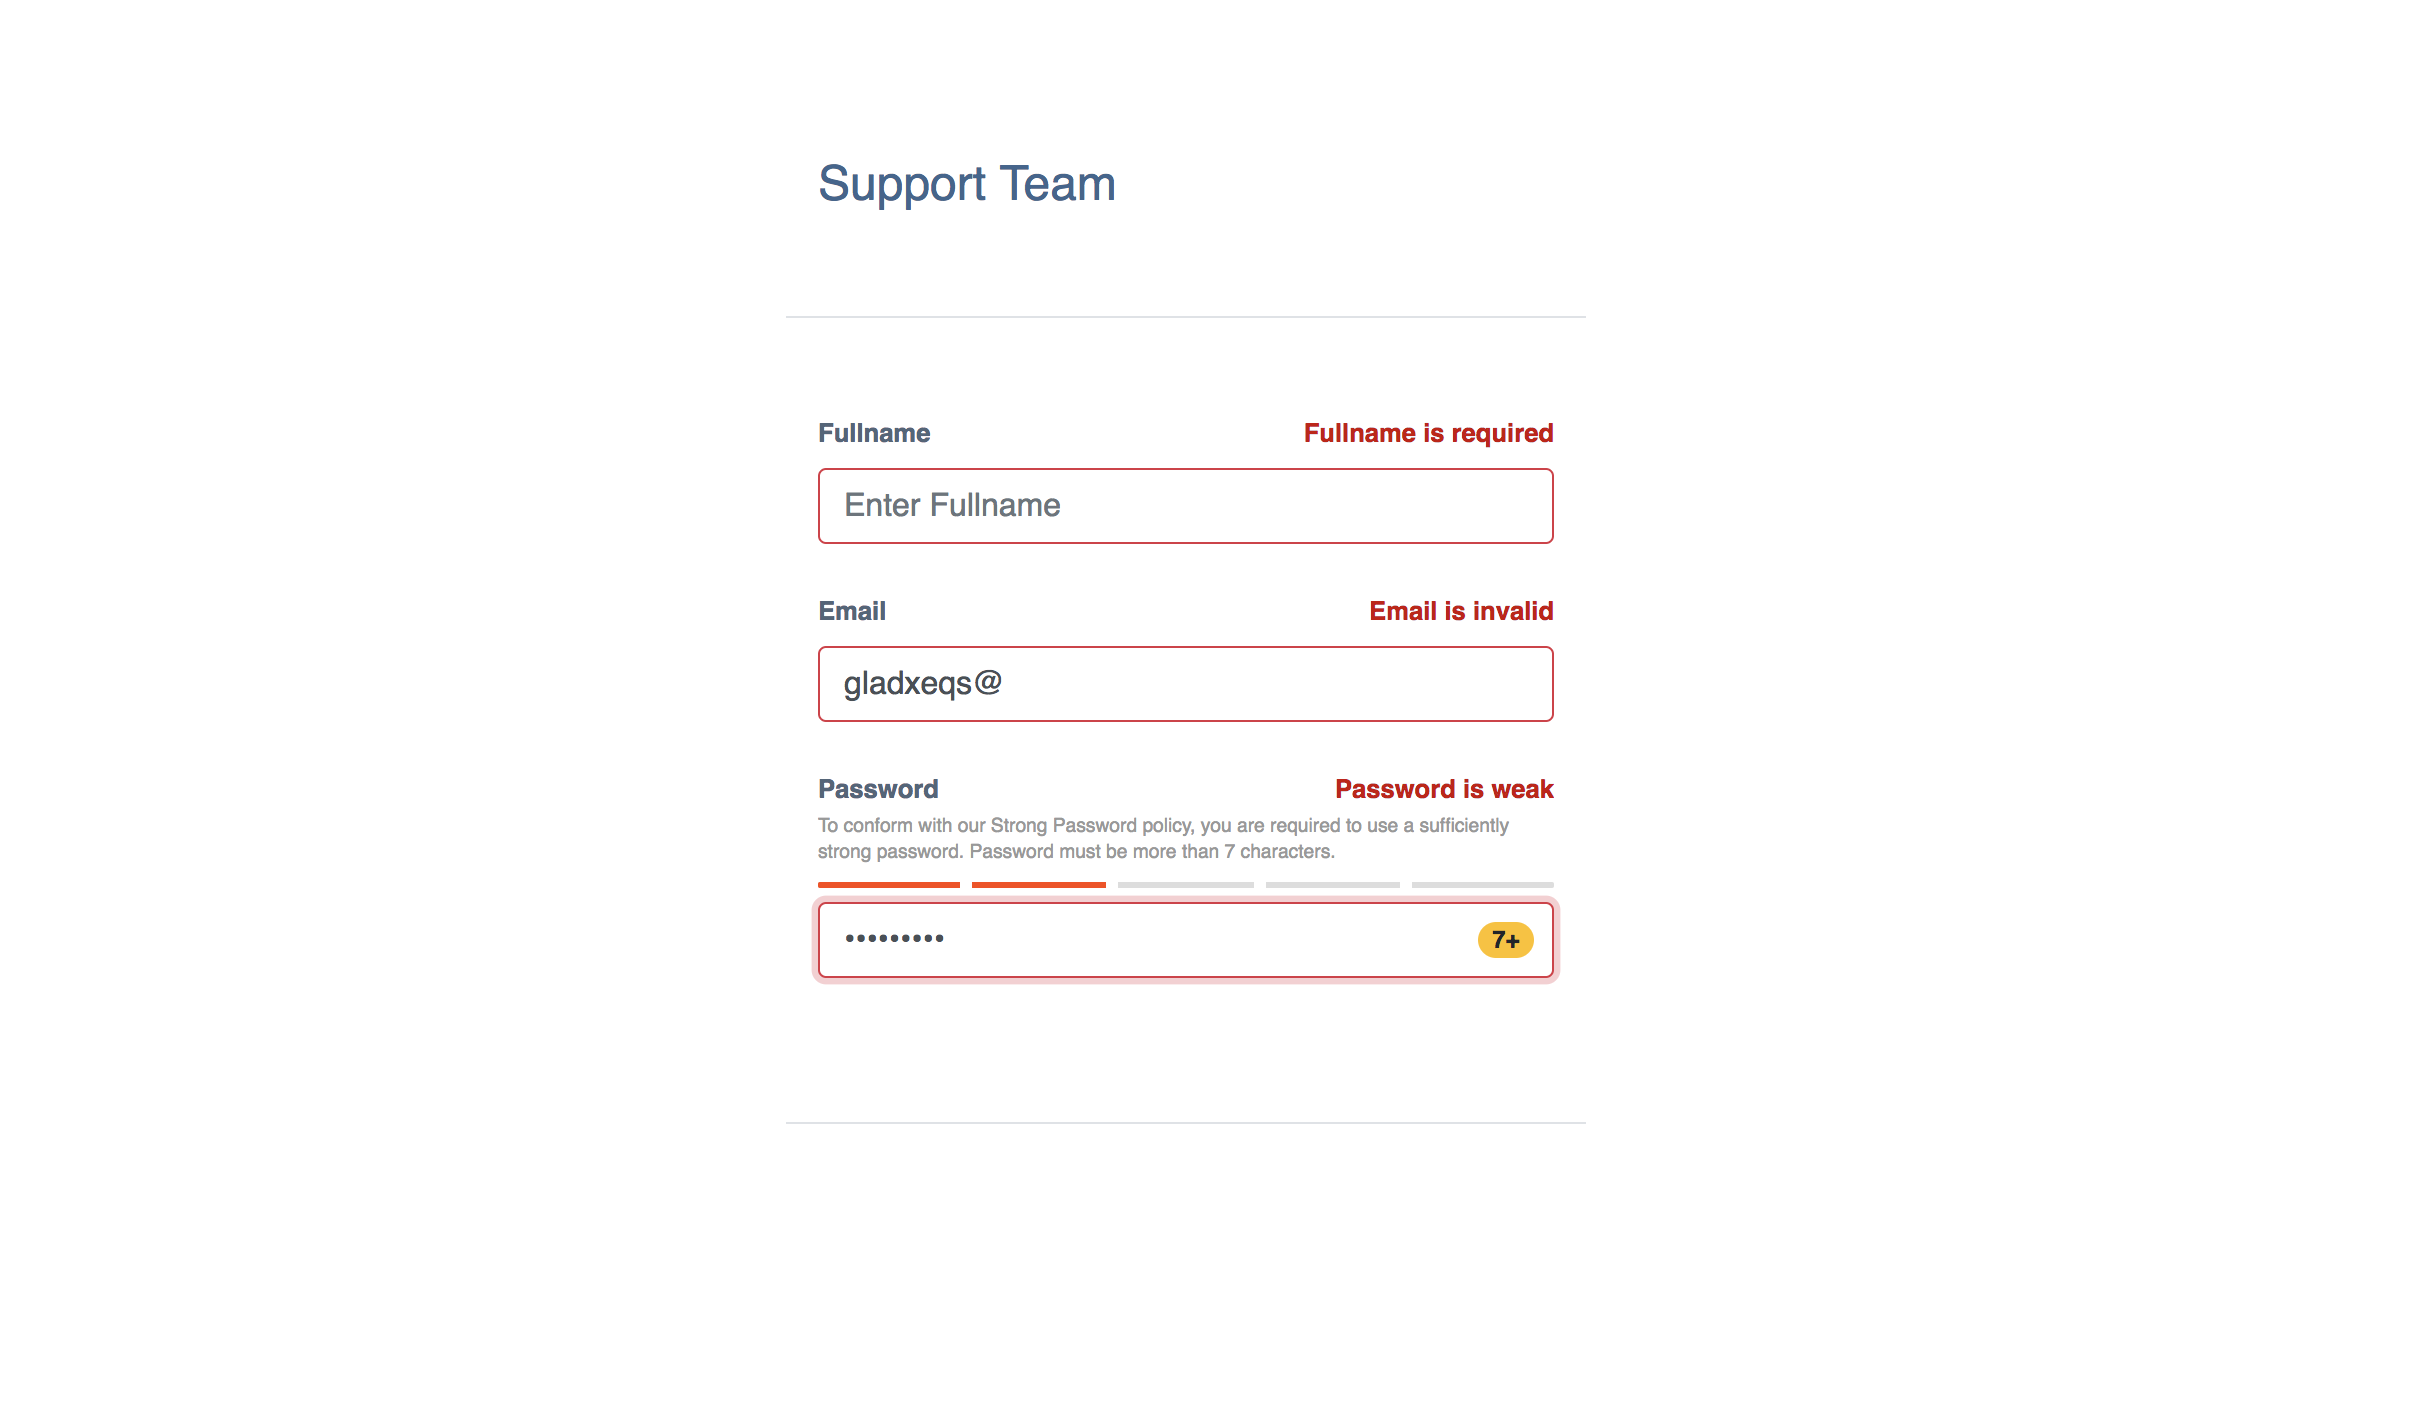 Support Team
Fullname
Fullname is required
Enter Fullname
Email
Email is invalid
gladxeqs@
Password
Password is weak
To conform with our Strong Password policy, you are required to use a sufficiently
strong password. Password must be more than 7 characters.
•••••••••
7+